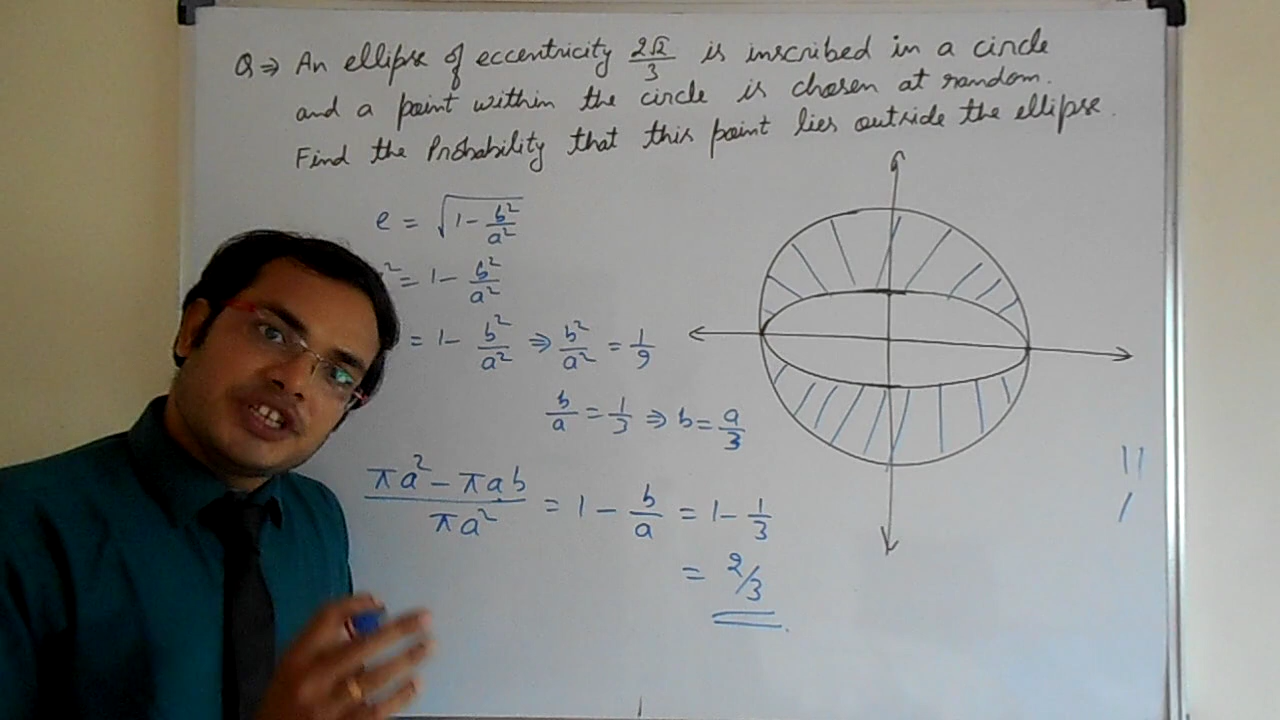 Q ⇒ An ellipse of eccentricity 2√2/3 is inscribed in a circle
and a point within the circle is chosen at random.
Find the Probability that this point lies outside the ellipse.
e = √(1 - b²/a²)
² = 1 - b²/a²
= 1 - b²/a² ⇒ b²/a² = 1/9
b/a = 1/3 ⇒ b = a/3
(πa² - πab)/πa² = 1 - b/a = 1 - 1/3
= 2/3